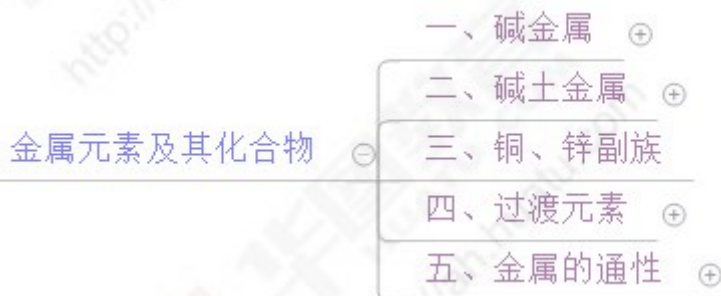 一、碱金属
二、碱土金属
金属元素及其化合物
三、铜、锌副族
四、过渡元素
五、金属的通性